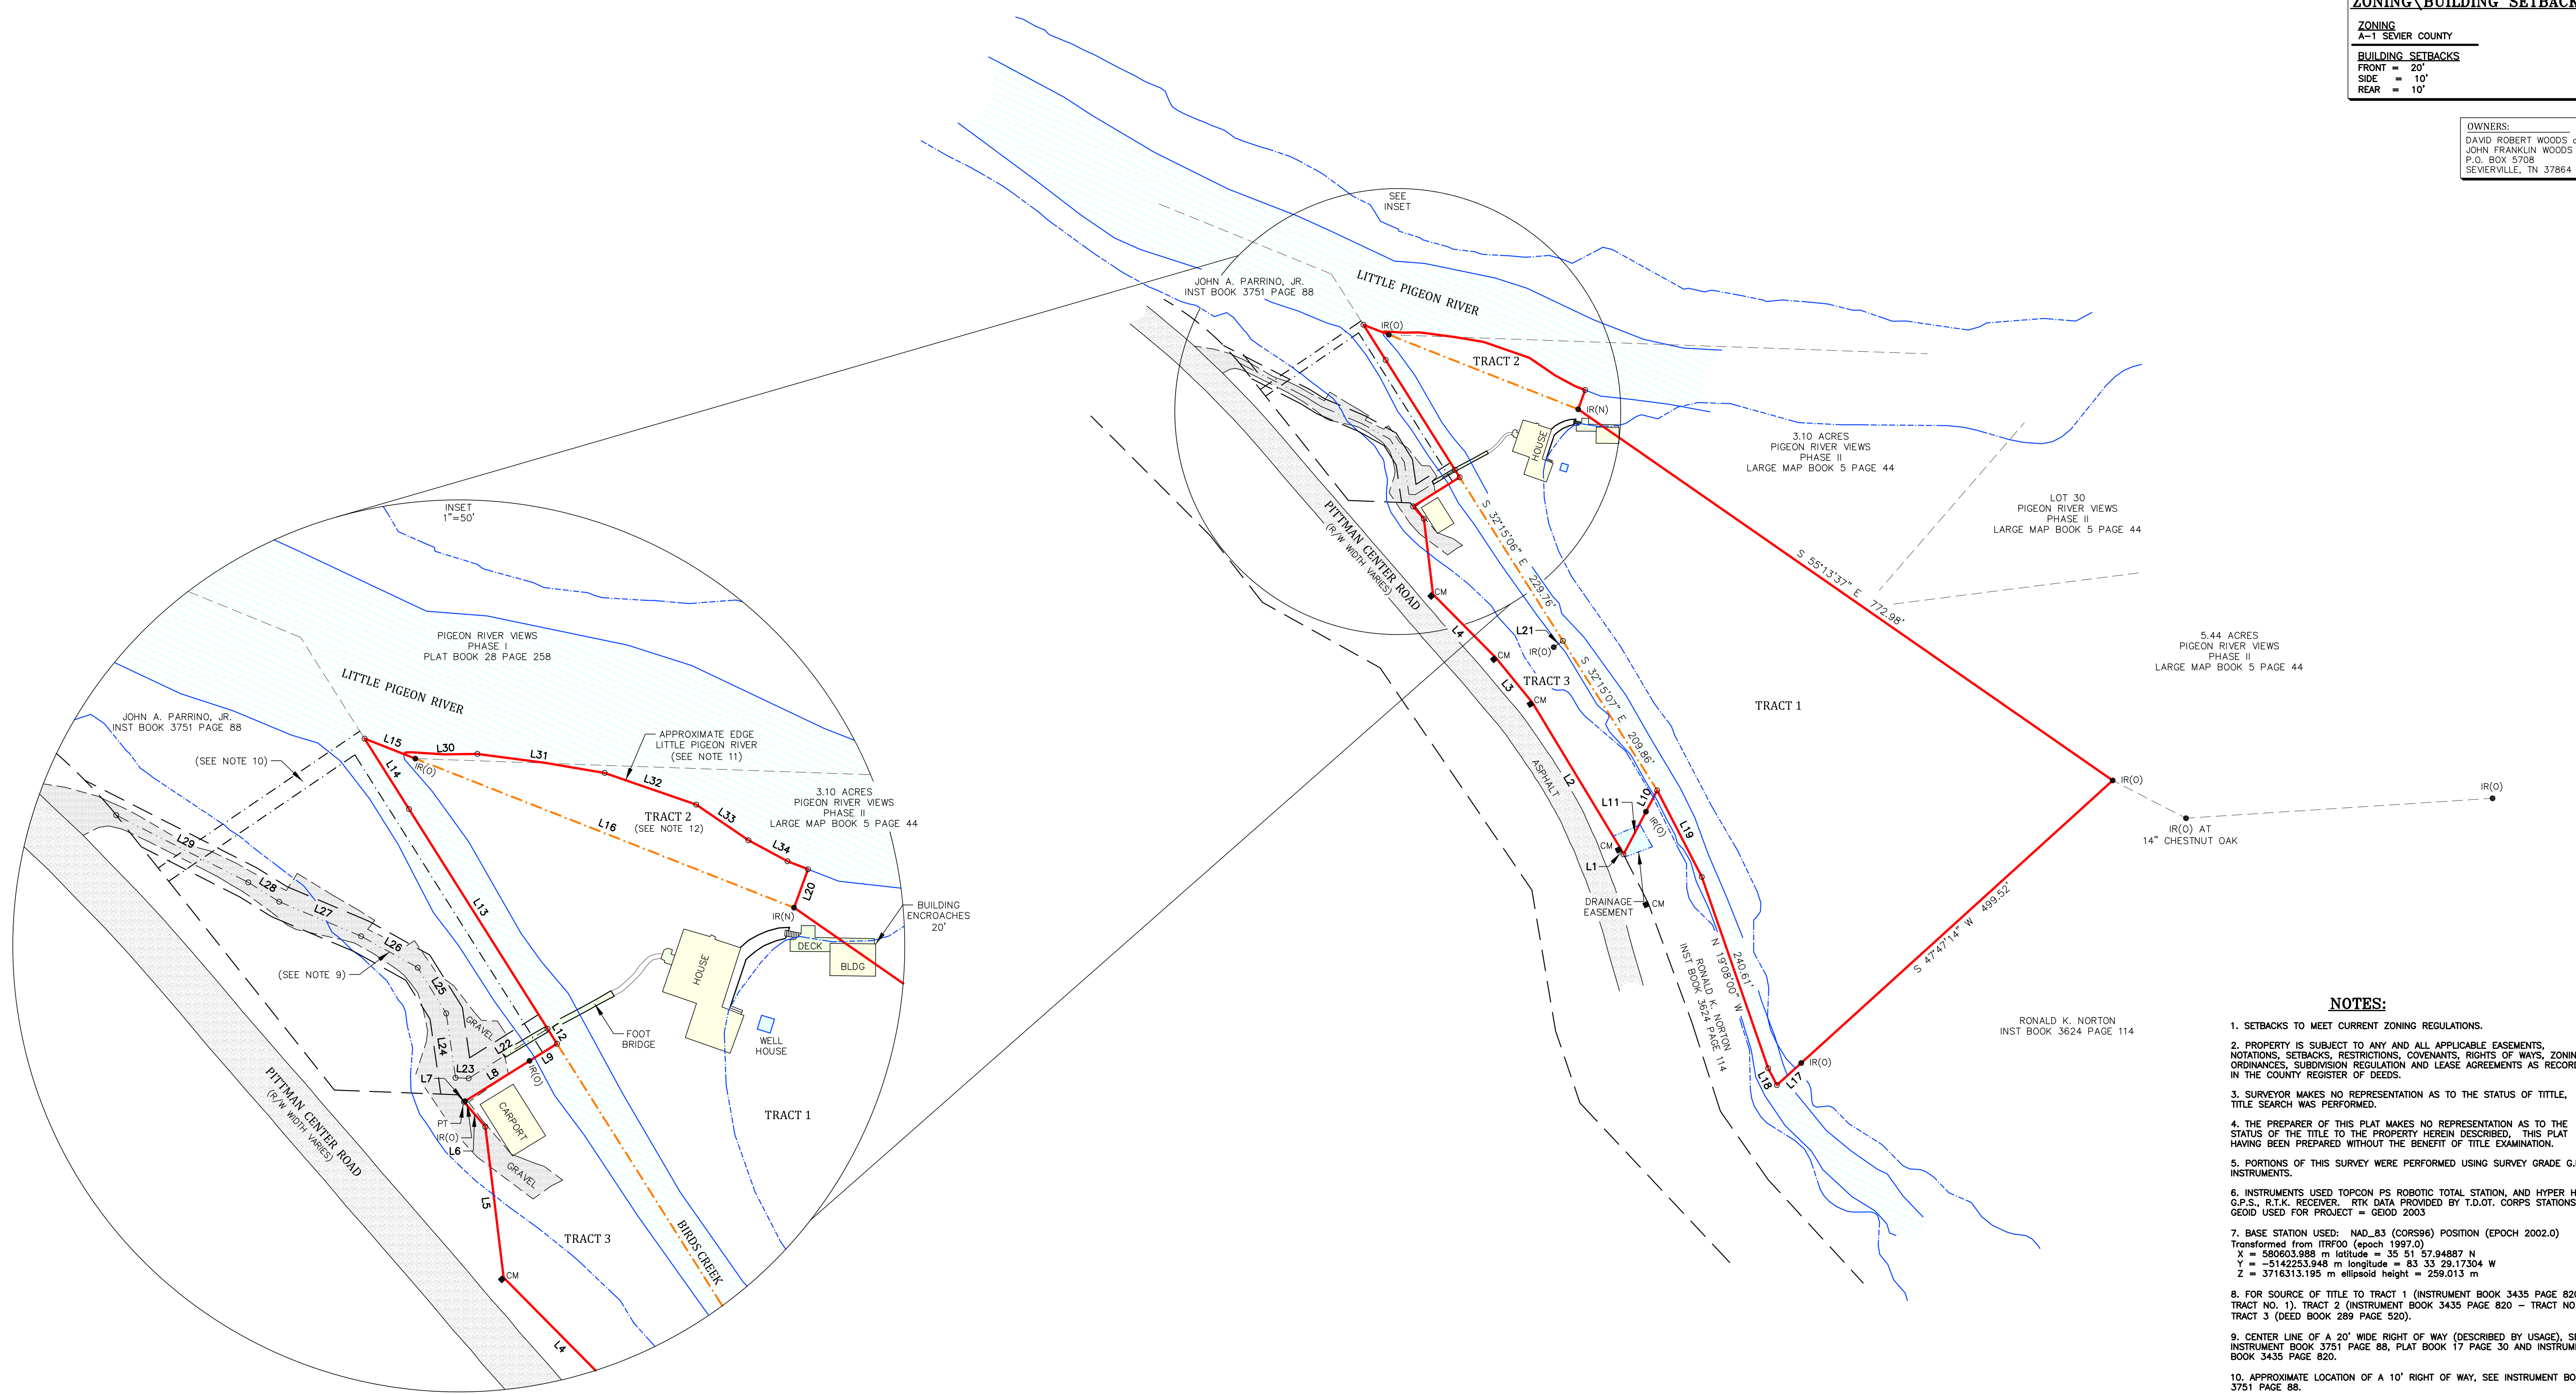 ZONING\BUILDING SETBACK
ZONING
A-1 SEVIER COUNTY
BUILDING SETBACKS
FRONT = 20'
SIDE = 10'
REAR = 10'
OWNERS:
DAVID ROBERT WOODS
JOHN FRANKLIN WOODS
P.O. BOX 5708
SEVIERVILLE, TN 37864
SEE
INSET
JOHN A. PARRINO, JR.
INST BOOK 3751 PAGE 88
LITTLE PIGEON RIVER
IR(O)
TRACT 2
IR(N)
HOUSE
3.10 ACRES
PIGEON RIVER VIEWS
PHASE II
LARGE MAP BOOK 5 PAGE 44
LOT 30
PIGEON RIVER VIEWS
PHASE II
LARGE MAP BOOK 5 PAGE 44
5.44 ACRES
PIGEON RIVER VIEWS
PHASE II
LARGE MAP BOOK 5 PAGE 44
PITTMAN CENTER ROAD
(R/W WIDTH VARIES)
S 32°15'06" E 229.76'
S 55°13'37" E 772.98'
CM
L4
L21
IR(O)
CM
L3
TRACT 3
CM
S 32°15'07" E 209.86'
TRACT 1
ASPHALT
L2
L11
L10
IR(O)
L19
CM
L1
DRAINAGE
EASEMENT
CM
IR(O)
IR(O)
IR(O) AT
14" CHESTNUT OAK
N 19°08'00" W 240.61'
S 47°47'14" W 499.52'
RONALD K. NORTON
INST BOOK 3624 PAGE 114
L18
L17
IR(O)
RONALD K. NORTON
INST BOOK 3624 PAGE 114
INSET
1"=50'
PIGEON RIVER VIEWS
PHASE I
PLAT BOOK 28 PAGE 258
LITTLE PIGEON RIVER
JOHN A. PARRINO, JR.
INST BOOK 3751 PAGE 88
(SEE NOTE 10)
L15
L30
IR(O)
L31
APPROXIMATE EDGE
LITTLE PIGEON RIVER
(SEE NOTE 11)
L14
L32
3.10 ACRES
PIGEON RIVER VIEWS
PHASE II
LARGE MAP BOOK 5 PAGE 44
TRACT 2
(SEE NOTE 12)
L16
L33
L34
L29
L28
L27
L13
L20
IR(N)
BUILDING
ENCROACHES
20'
L26
(SEE NOTE 9)
DECK
BLDG
HOUSE
L25
GRAVEL
L24
22
L12
FOOT
BRIDGE
WELL
HOUSE
L23
L9
L8
IR(O)
L7
CARPORT
PT
IR(O)
L6
GRAVEL
PITTMAN CENTER ROAD
(R/W WIDTH VARIES)
TRACT 1
L5
TRACT 3
BIRDS CREEK
CM
L4
NOTES:
1. SETBACKS TO MEET CURRENT ZONING REGULATIONS.
2. PROPERTY IS SUBJECT TO ANY AND ALL APPLICABLE EASEMENTS,
NOTATIONS, SETBACKS, RESTRICTIONS, COVENANTS, RIGHTS OF WAYS, ZONIN
ORDINANCES, SUBDIVISION REGULATION AND LEASE AGREEMENTS AS RECOR
IN THE COUNTY REGISTER OF DEEDS.
3. SURVEYOR MAKES NO REPRESENTATION AS TO THE STATUS OF TITTLE,
TITLE SEARCH WAS PERFORMED.
4. THE PREPARER OF THIS PLAT MAKES NO REPRESENTATION AS TO THE
STATUS OF THE TITLE TO THE PROPERTY HEREIN DESCRIBED, THIS PLAT
HAVING BEEN PREPARED WITHOUT THE BENEFIT OF TITLE EXAMINATION.
5. PORTIONS OF THIS SURVEY WERE PERFORMED USING SURVEY GRADE G.
INSTRUMENTS.
6. INSTRUMENTS USED TOPCON PS ROBOTIC TOTAL STATION, AND HYPER H
G.P.S., R.T.K. RECEIVER. RTK DATA PROVIDED BY T.D.OT. CORPS STATIONS
GEOID USED FOR PROJECT = GEIOD 2003
7. BASE STATION USED: NAD_83 (CORS96) POSITION (EPOCH 2002.0)
Transformed from ITRF00 (epoch 1997.0)
X = 580603.988 m latitude = 35 51 57.94887 N
Y = -5142253.948 m longitude = 83 33 29.17304 W
Z = 3716313.195 m ellipsoid height = 259.013 m
8. FOR SOURCE OF TITLE TO TRACT 1 (INSTRUMENT BOOK 3435 PAGE 820
TRACT NO. 1). TRACT 2 (INSTRUMENT BOOK 3435 PAGE 820 - TRACT NO
TRACT 3 (DEED BOOK 289 PAGE 520).
9. CENTER LINE OF A 20' WIDE RIGHT OF WAY (DESCRIBED BY USAGE), S
INSTRUMENT BOOK 3751 PAGE 88, PLAT BOOK 17 PAGE 30 AND INSTRUM
BOOK 3435 PAGE 820.
10. APPROXIMATE LOCATION OF A 10' RIGHT OF WAY, SEE INSTRUMENT BO
3751 PAGE 88.